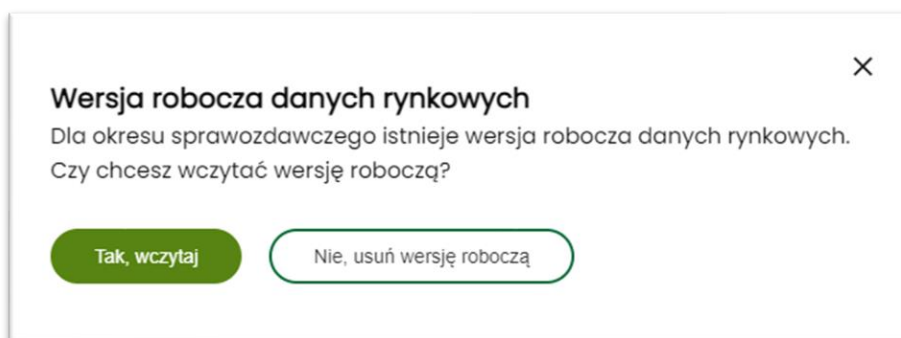 Wersja robocza danych rynkowych
Dla okresu sprawozdawczego istnieje wersja robocza danych rynkowych.
Czy chcesz wczytać wersję roboczą?
Tak, wczytaj
Nie, usuń wersję roboczą